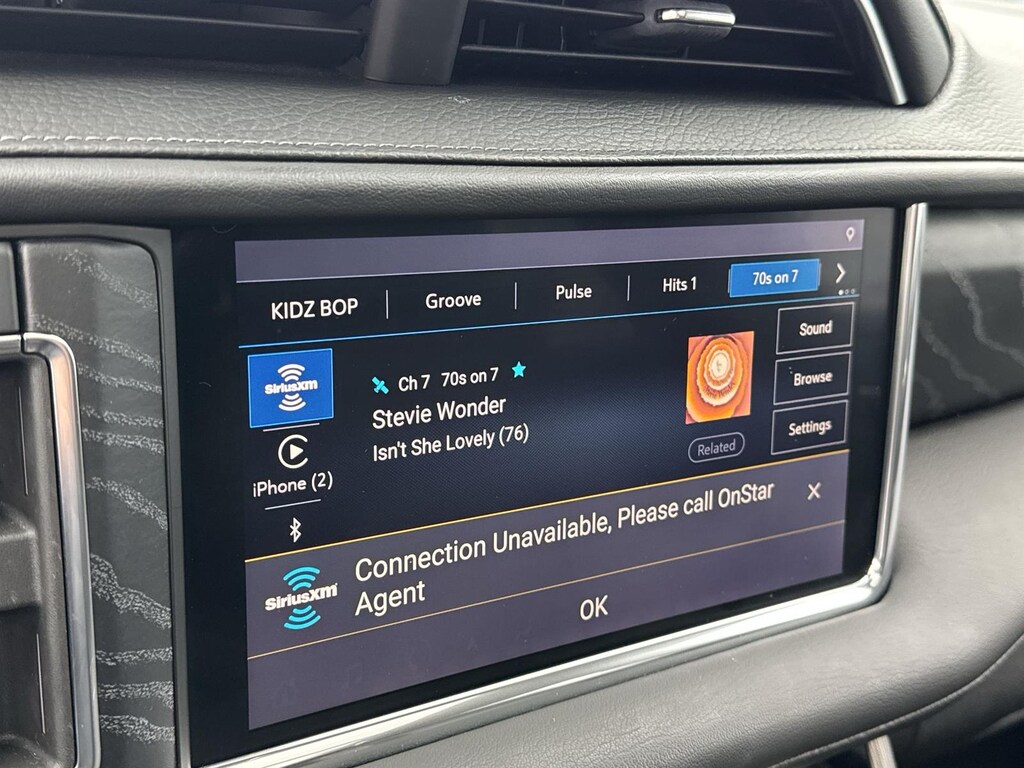 KIDZ BOP
Groove
Pulse
Hits 1
70s on 7
SiriusXM
Ch 7 70s on 7
Stevie Wonder
Isn't She Lovely (76)
Related
Sound
Browse
Settings
iPhone (2)
SiriusXM
Connection Unavailable, Please call OnStar
Agent
OK